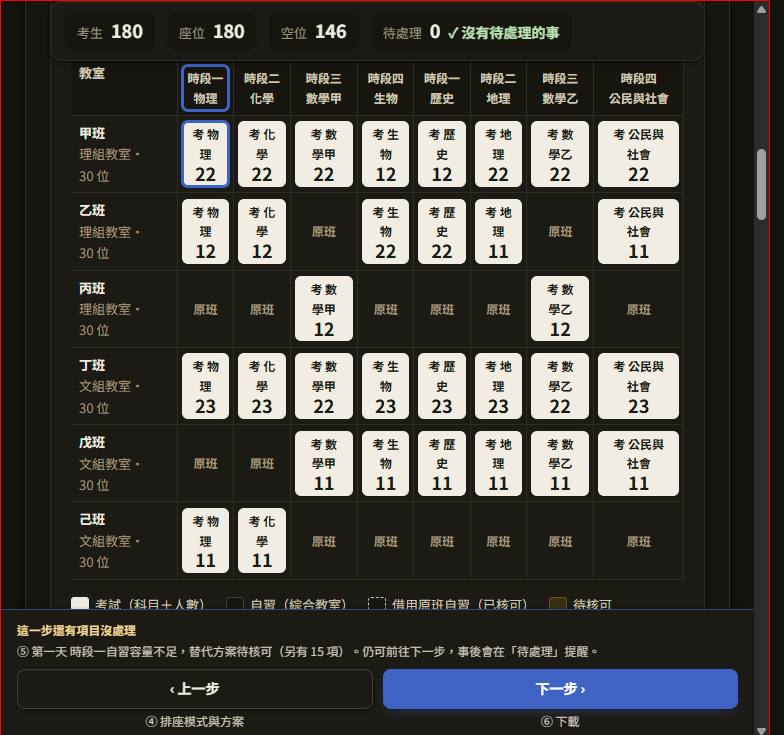 考生 180 座位 180 空位 146 待處理 0 ✓ 沒有待處理的事
教室 時段一 時段二 時段三 時段四 時段一 時段二 時段三 時段四
物理 化學 數學甲 生物 歷史 地理 數學乙 公民與社會
甲班 考 物 考 化 考 數 考 生 考 歷 考 地 考 數 考 公民與
理組教室・ 理 學 學甲 物 史 理 學乙 社會
30 位 22 22 22 12 12 22 22 22
乙班 考 物 考 化 考 生 考 歷 考 地 考 公民與
理組教室・ 理 學 原班 物 史 理 原班 社會
30 位 12 12 22 22 11 11
丙班 考 數 考 數
理組教室・ 原班 原班 學甲 原班 原班 原班 學乙 原班
30 位 12 12
丁班 考 物 考 化 考 數 考 生 考 歷 考 地 考 數 考 公民與
文組教室・ 理 學 學甲 物 史 理 學乙 社會
30 位 23 23 22 23 23 23 22 23
戊班 考 數 考 生 考 歷 考 地 考 數 考 公民與
文組教室・ 原班 原班 學甲 物 史 理 學乙 社會
30 位 11 11 11 11 11 11
己班 考 物 考 化
文組教室・ 理 學 原班 原班 原班 原班 原班 原班
30 位 11 11
考試（科目＋人數） 自習（綜合教室） 借用原班自習（已核可） 待核可
這一步還有項目沒處理
⑤ 第一天 時段一自習容量不足，替代方案待核可（另有 15 項）。仍可前往下一步，事後會在「待處理」提醒。
‹ 上一步 下一步 ›
④ 排座模式與方案 ⑥ 下載